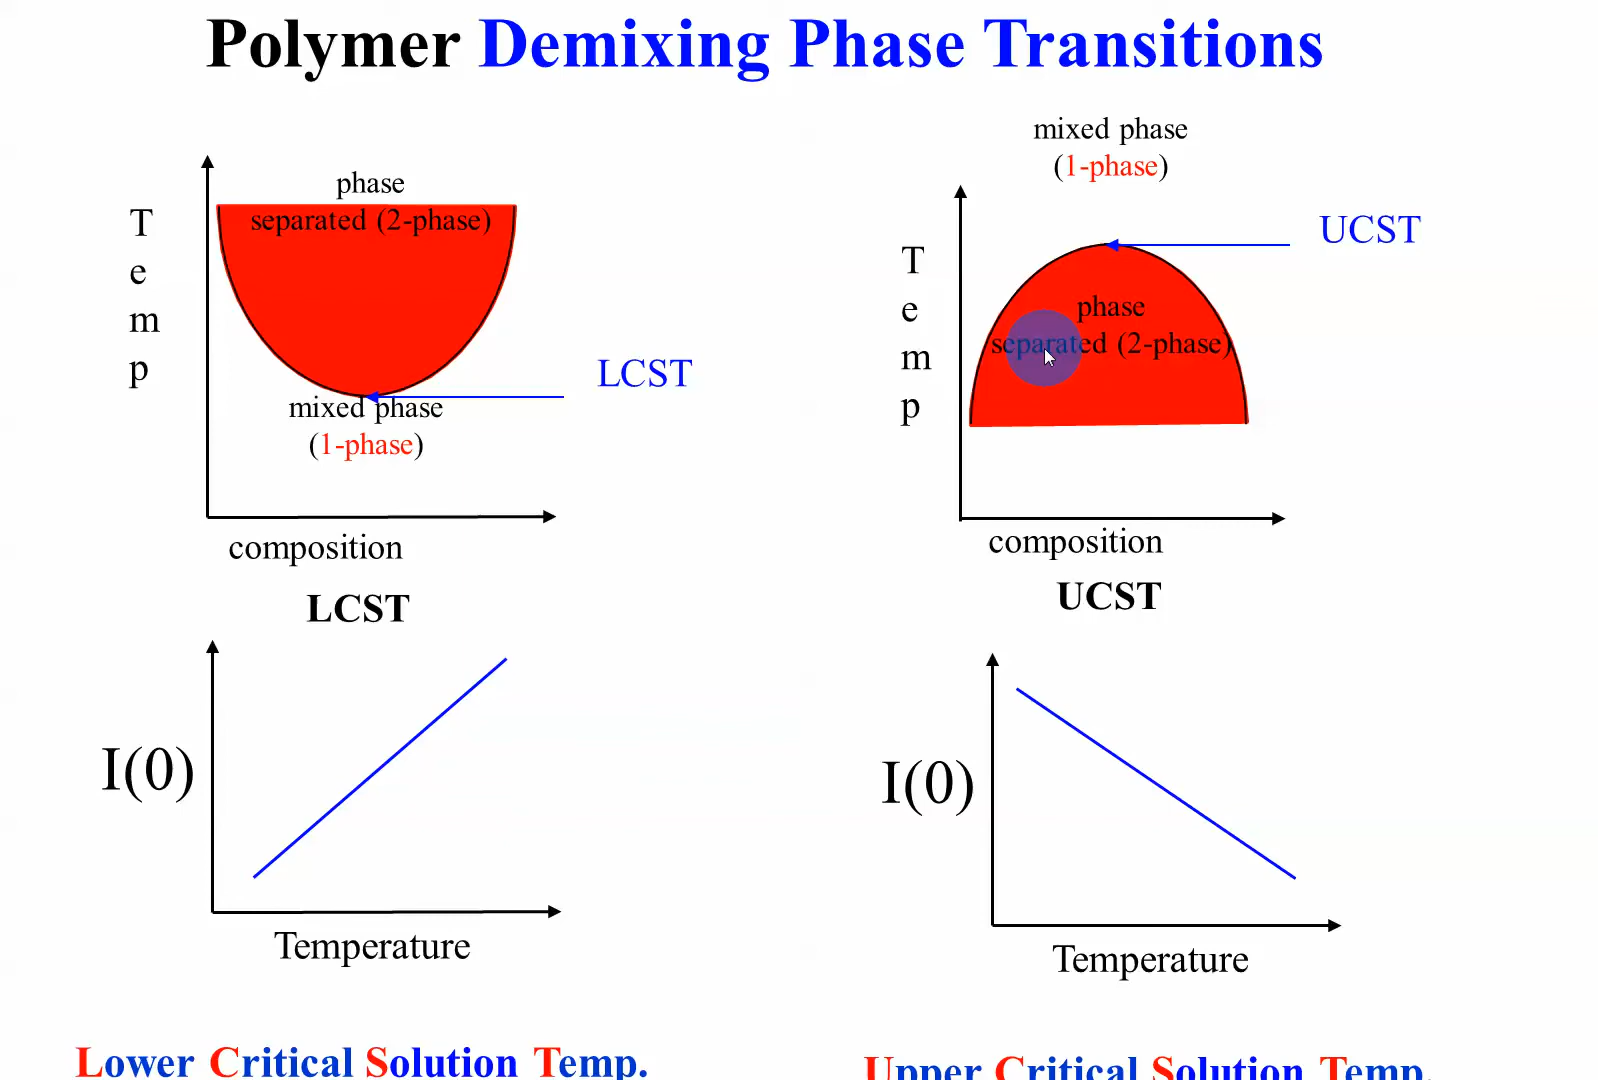 Polymer Demixing Phase Transitions
phase
separated (2-phase)
T
e
m
p
LCST
mixed phase
(1-phase)
composition
LCST
mixed phase
(1-phase)
UCST
T
e
m
p
phase
separated (2-phase)
composition
UCST
I(0)
Temperature
I(0)
Temperature
Lower Critical Solution Temp.
Upper Critical Solution Temp.